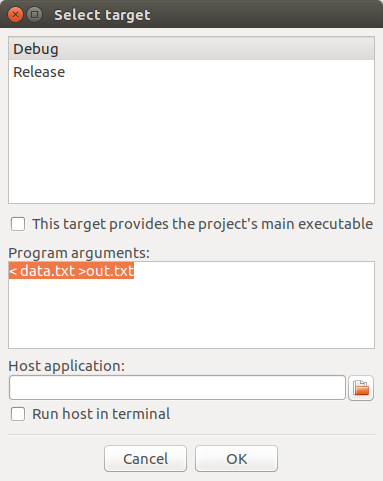 Select target
Debug
Release
This target provides the project's main executable
Program arguments:
< data.txt >out.txt
Host application:
Run host in terminal
Cancel
OK